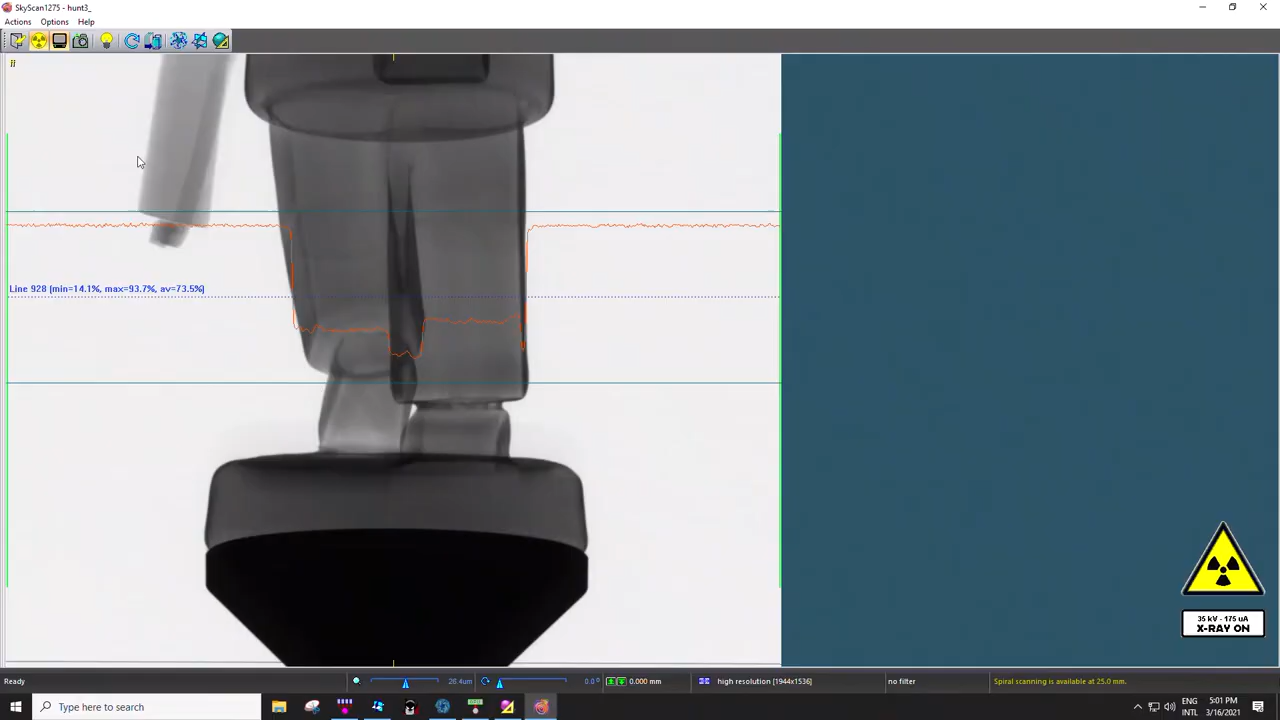 SkyScan1275 - hunt3_
Actions Options Help
Line 928 [min=14.1%, max=93.7%, av=73.5%]
35 kV - 175 uA
X-RAY ON
Ready
26.4um
0.0°
0.000 mm
high resolution [1944x1536]
no filter
Spiral scanning is available at 25.0 mm.
Type here to search
ENG
INTL
5:01 PM
3/16/2021